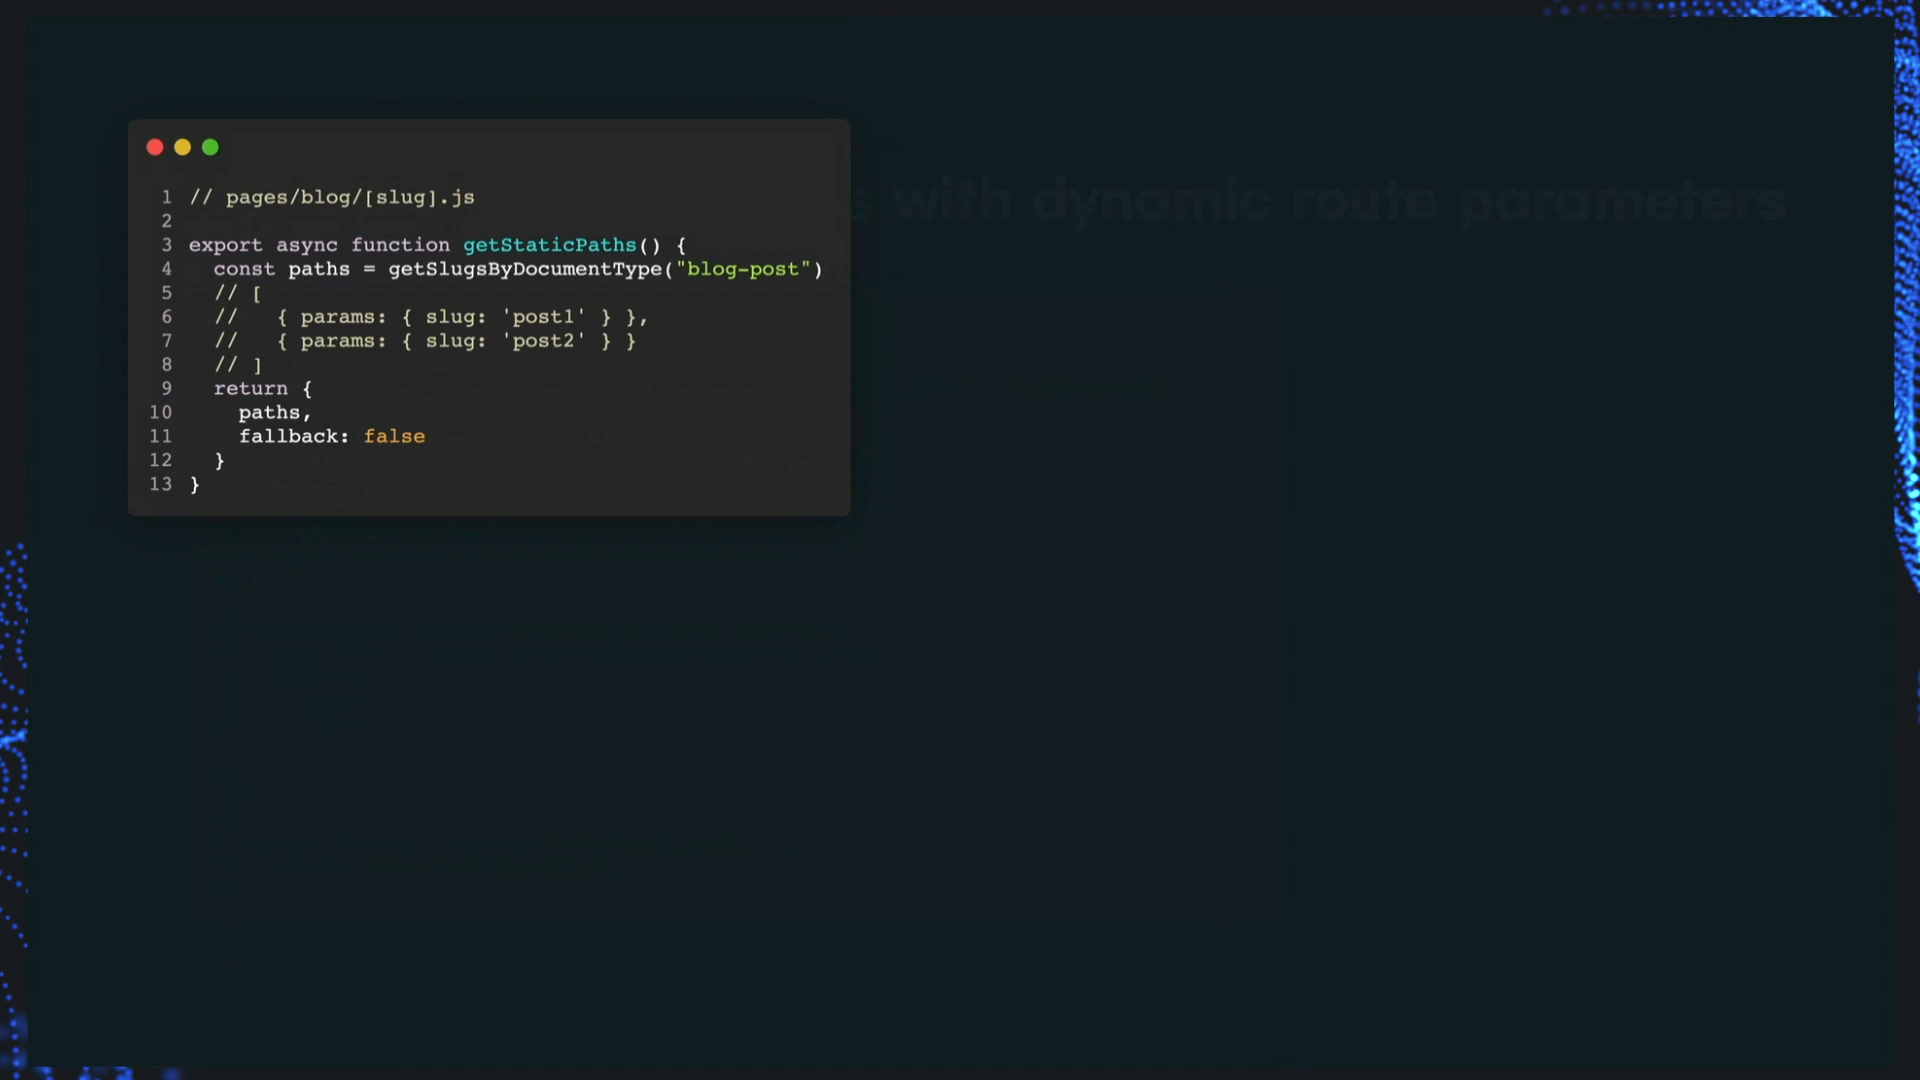 s with dynamic route parameters
1 // pages/blog/[slug].js
2
3 export async function getStaticPaths() {
4   const paths = getSlugsByDocumentType("blog-post")
5   // [
6   //   { params: { slug: 'post1' } },
7   //   { params: { slug: 'post2' } }
8   // ]
9   return {
10     paths,
11     fallback: false
12   }
13 }